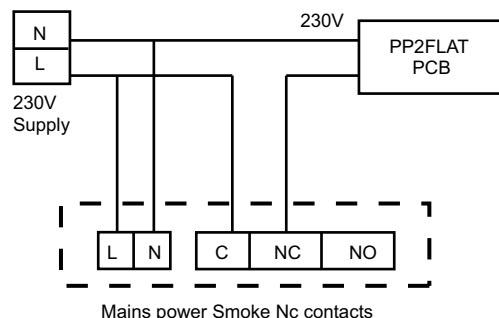 N
L
230V
Supply
230V
PP2FLAT
PCB
L N C NC NO
Mains power Smoke Nc contacts